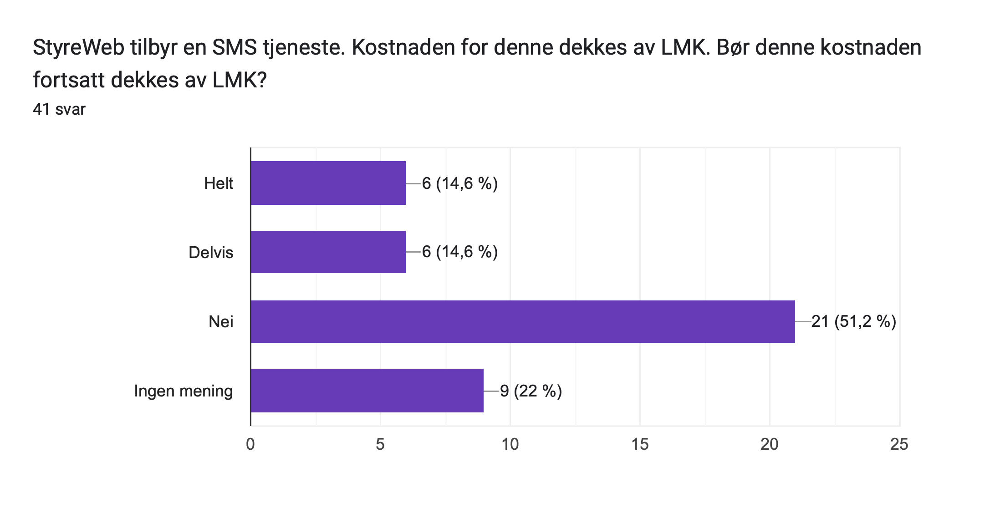 StyreWeb tilbyr en SMS tjeneste. Kostnaden for denne dekkes av LMK. Bør denne kostnaden
fortsatt dekkes av LMK?
41 svar
Helt 6 (14,6 %)
Delvis 6 (14,6 %)
Nei 21 (51,2 %)
Ingen mening 9 (22 %)
0 5 10 15 20 25